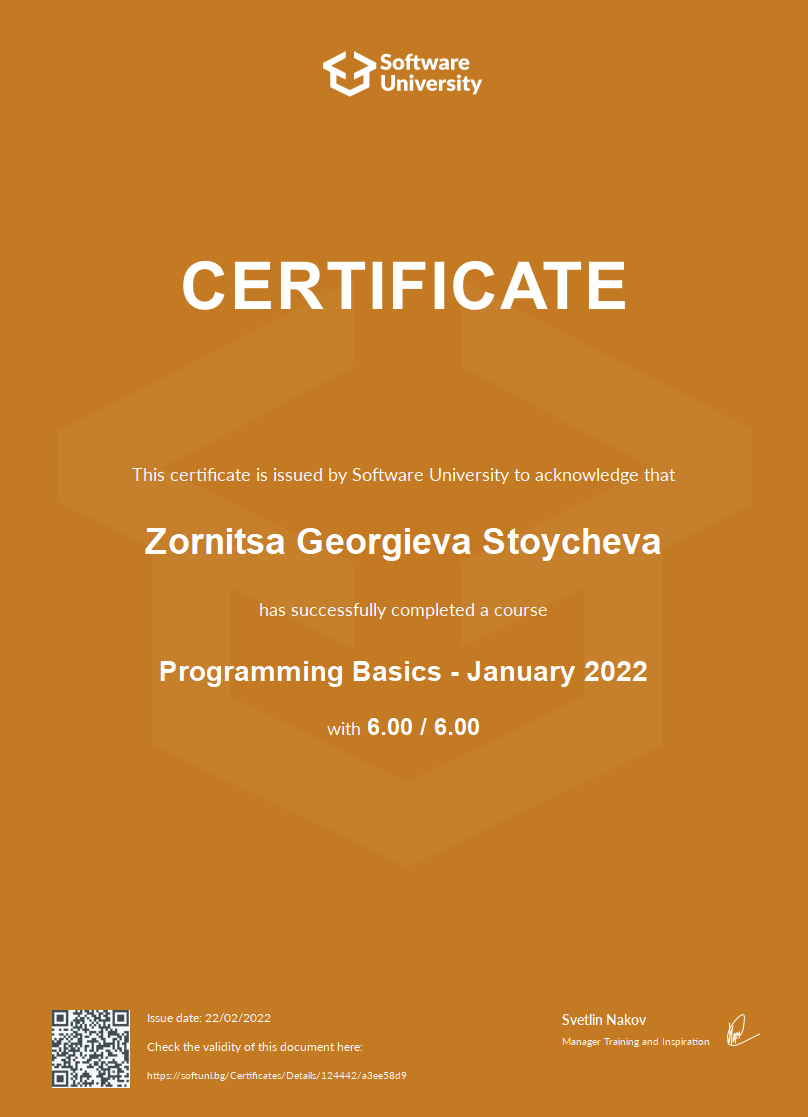 Software
University
CERTIFICATE
This certificate is issued by Software University to acknowledge that
Zornitsa Georgieva Stoycheva
has successfully completed a course
Programming Basics - January 2022
with 6.00 / 6.00
Issue date: 22/02/2022
Check the validity of this document here:
https://softuni.bg/Certificates/Details/124442/a3ee58d9
Svetlin Nakov
Manager Training and Inspiration